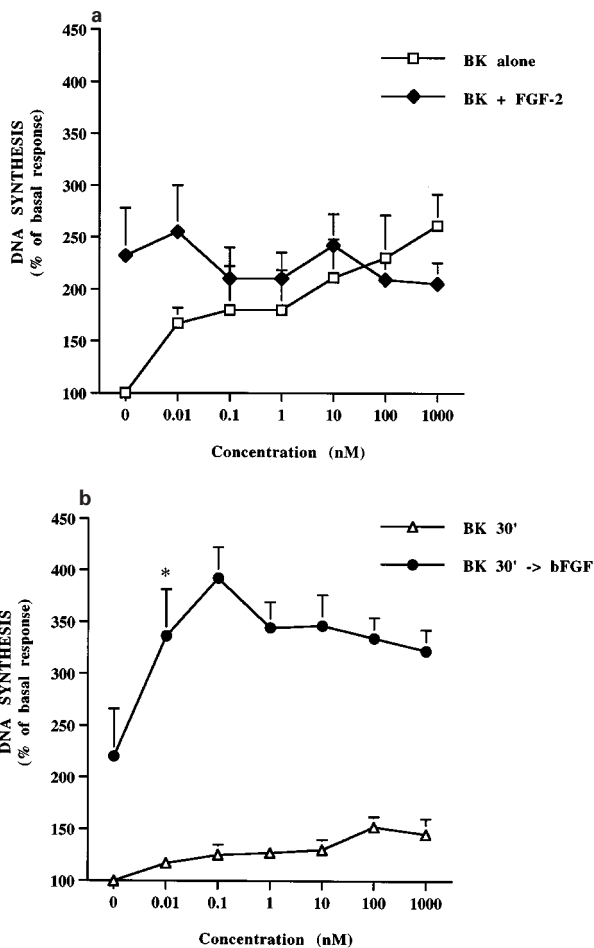 a
450
400
350
300
250
200
150
100
DNA SYNTHESIS
(% of basal response)
BK alone
BK + FGF-2
0 0.01 0.1 1 10 100 1000
Concentration (nM)
b
450
400
350
300
250
200
150
100
DNA SYNTHESIS
(% of basal response)
*
BK 30'
BK 30' -> bFGF
0 0.01 0.1 1 10 100 1000
Concentration (nM)